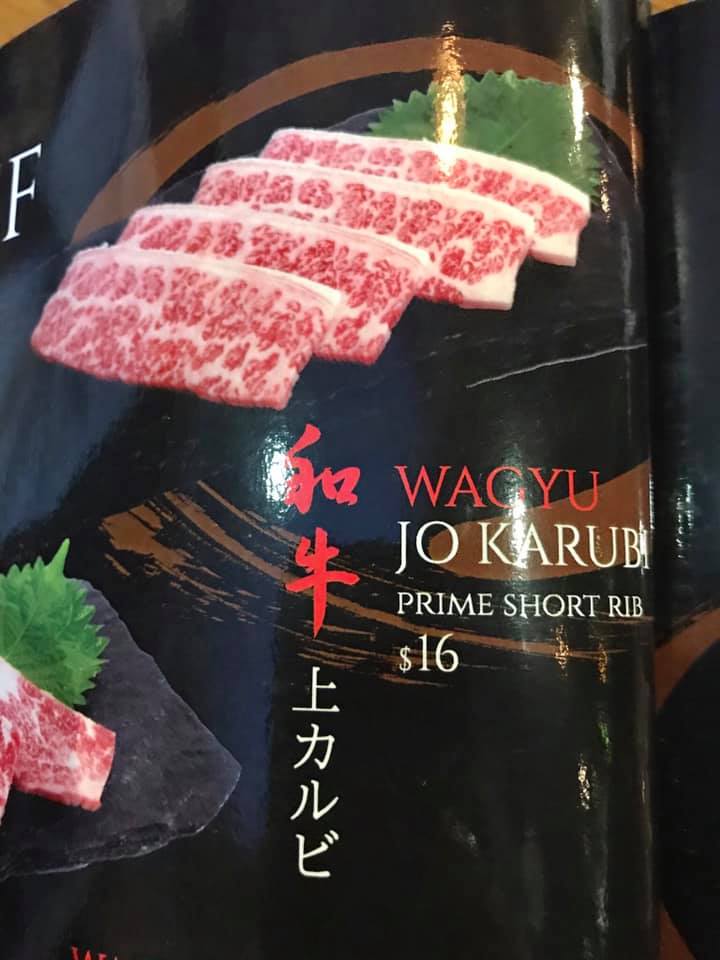 F
和牛
上カルビ
WAGYU
JO KARUBI
PRIME SHORT RIB
$16